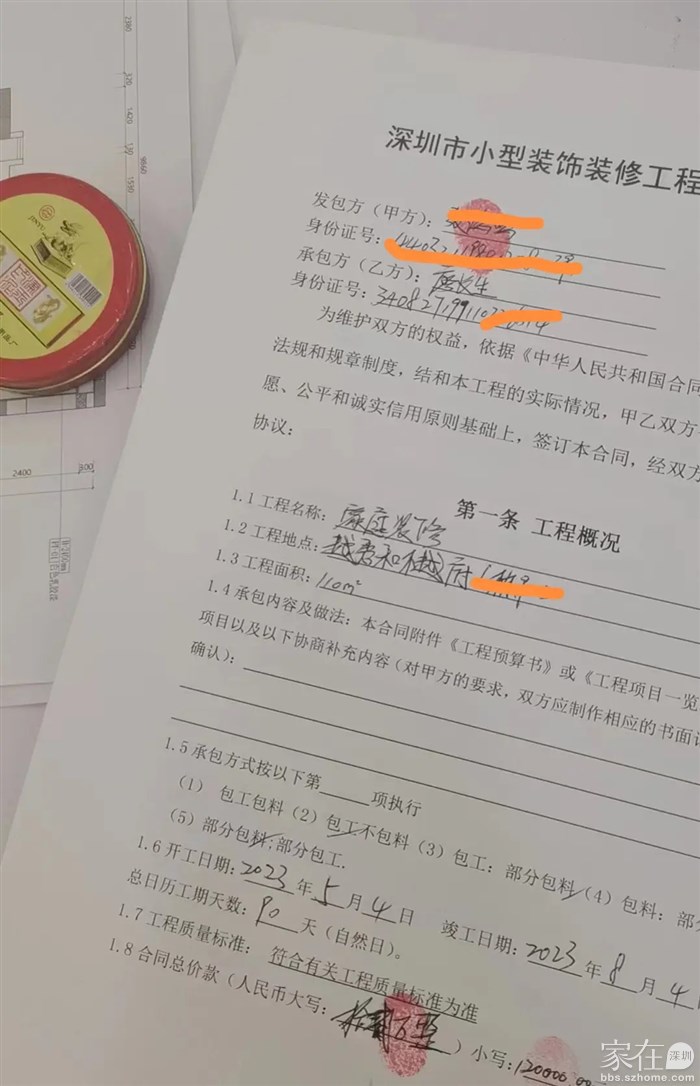 深圳市小型装饰装修工程
发包方（甲方）：
身份证号：
承包方（乙方）：
身份证号：
为维护双方的权益，依据《中华人民共和国合同
法规和规章制度，结和本工程的实际情况，甲乙双方
愿、公平和诚实信用原则基础上，签订本合同，经双方
协议：
第一条 工程概况
1.1工程名称：家庭装修
1.2工程地点：越秀和樾府
1.3工程面积：110m²
1.4承包内容及做法：本合同附件《工程预算书》或《工程项目一览
项目以及以下协商补充内容（对甲方的要求，双方应制作相应的书面
确认）：
1.5承包方式按以下第 项执行
（1） 包工包料（2）包工不包料（3）包工：部分包料（4）包料：部分
（5）部分包料;部分包工.
1.6开工日期：2023年5月4日 竣工日期：2023年8月4
总日历工期天数：90天（自然日）。
1.7工程质量标准： 符合有关工程质量标准为准
1.8合同总价款（人民币大写： ）小写：120000
2380
320
1420
1590
9660
2400
300
家在深圳
bbs.szhome.com